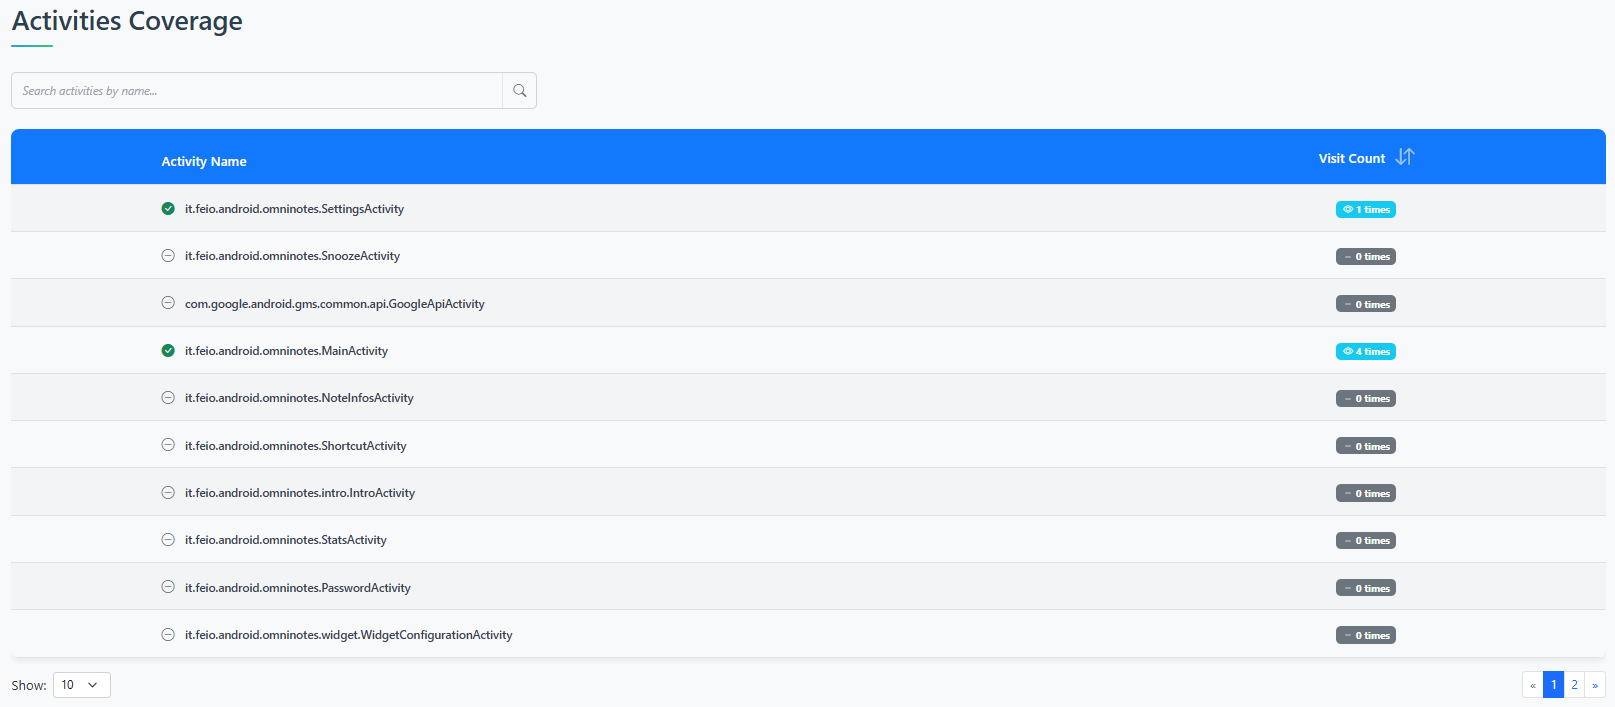 Activities Coverage
Search activities by name...
Activity Name Visit Count
it.feio.android.omninotes.SettingsActivity 1 times
it.feio.android.omninotes.SnoozeActivity – 0 times
com.google.android.gms.common.api.GoogleApiActivity – 0 times
it.feio.android.omninotes.MainActivity 4 times
it.feio.android.omninotes.NoteInfosActivity – 0 times
it.feio.android.omninotes.ShortcutActivity – 0 times
it.feio.android.omninotes.intro.IntroActivity – 0 times
it.feio.android.omninotes.StatsActivity – 0 times
it.feio.android.omninotes.PasswordActivity – 0 times
it.feio.android.omninotes.widget.WidgetConfigurationActivity – 0 times
Show: 10 « 1 2 »